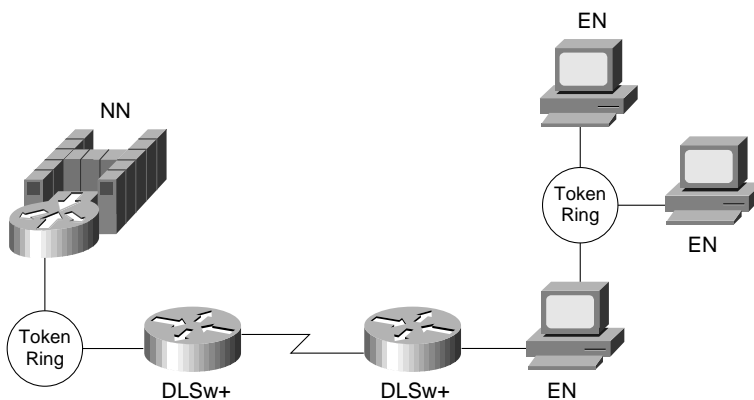 EN
NN
Token
Ring
EN
Token
Ring
DLSw+
DLSw+
EN